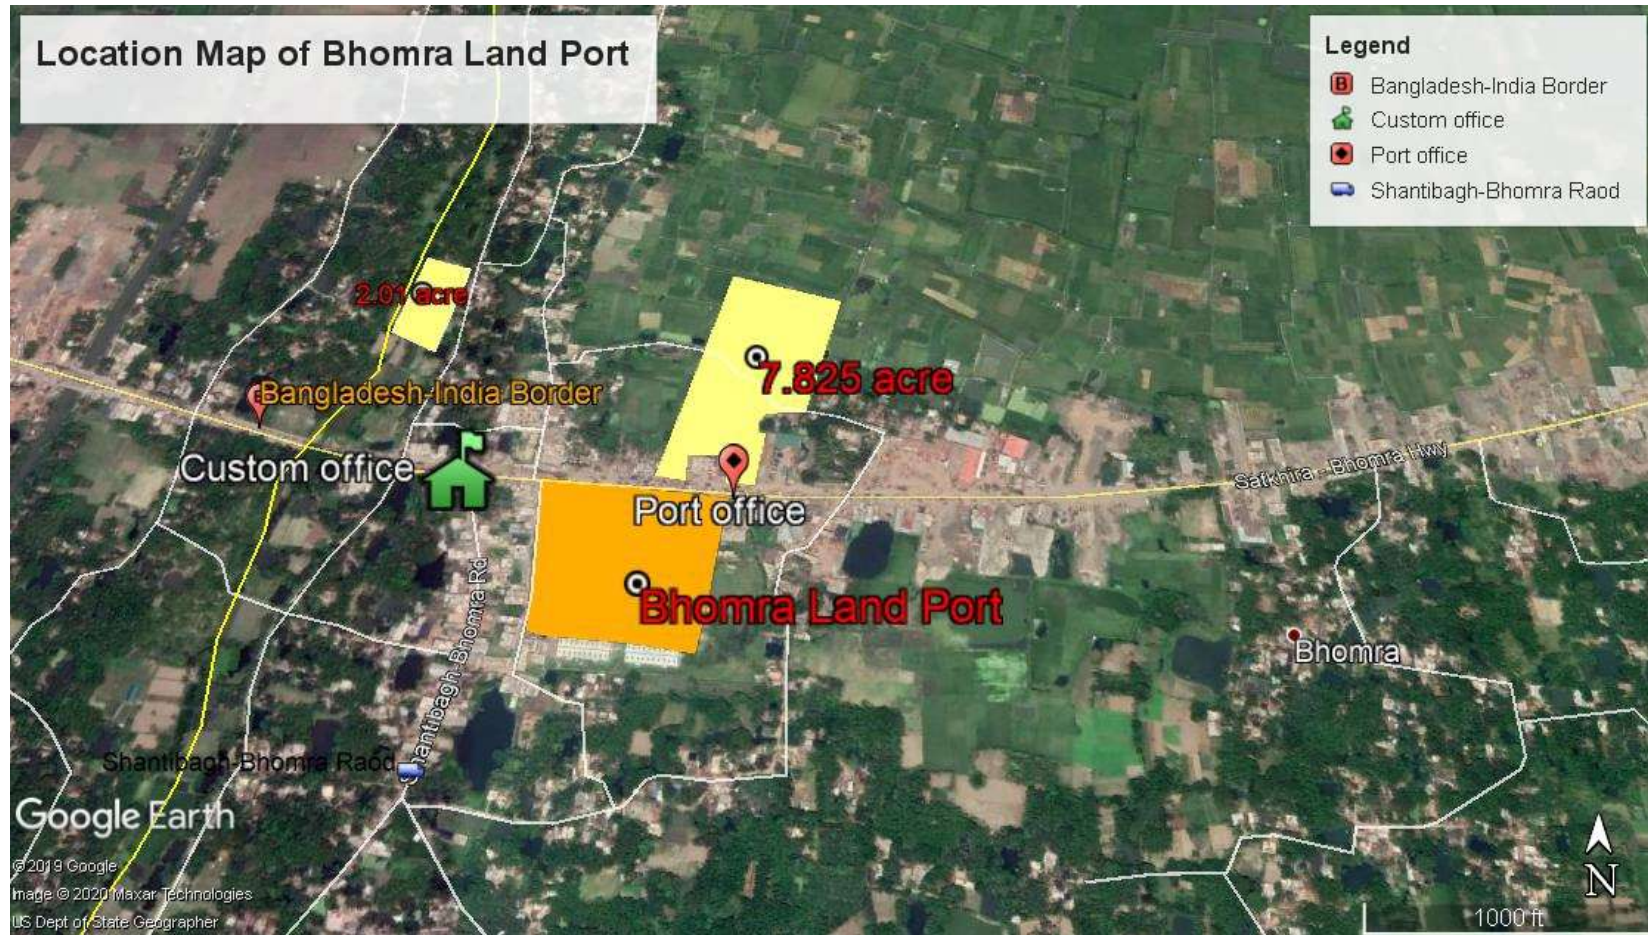 Location Map of Bhomra Land Port
Legend
B
Bangladesh-India Border
Custom office
Port office
Shantibagh-Bhomra Raod
2.01 acre
7.825 acre
Bangladesh-India Border
Custom office
Satkhira - Bhomra Hwy
Port office
Bhomra Land Port
Shantibagh-Bhomra Rd
Bhomra
Shantibagh-Bhomra Raod
Google Earth
©2019 Google
Image © 2020 Maxar Technologies
US Dept of State Geographer
N
1000 ft